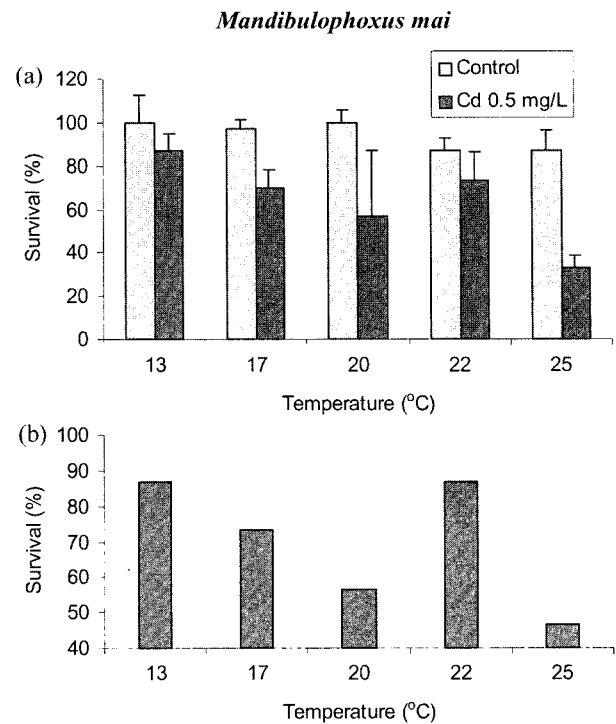 Mandibulophoxus mai
(a)
120
100
80
60
40
20
0
Survival (%)
Control
Cd 0.5 mg/L
13 17 20 22 25
Temperature (°C)
(b)
100
90
80
70
60
50
40
Survival (%)
13 17 20 22 25
Temperature (°C)